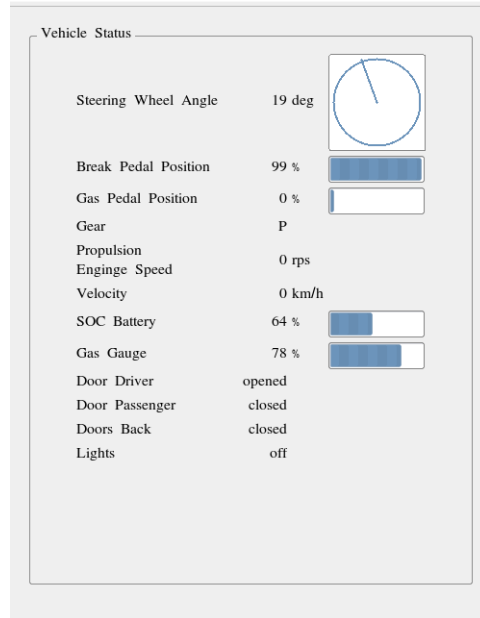 Vehicle Status
Steering Wheel Angle 19 deg
Break Pedal Position 99 %
Gas Pedal Position 0 %
Gear P
Propulsion
Enginge Speed 0 rps
Velocity 0 km/h
SOC Battery 64 %
Gas Gauge 78 %
Door Driver opened
Door Passenger closed
Doors Back closed
Lights off